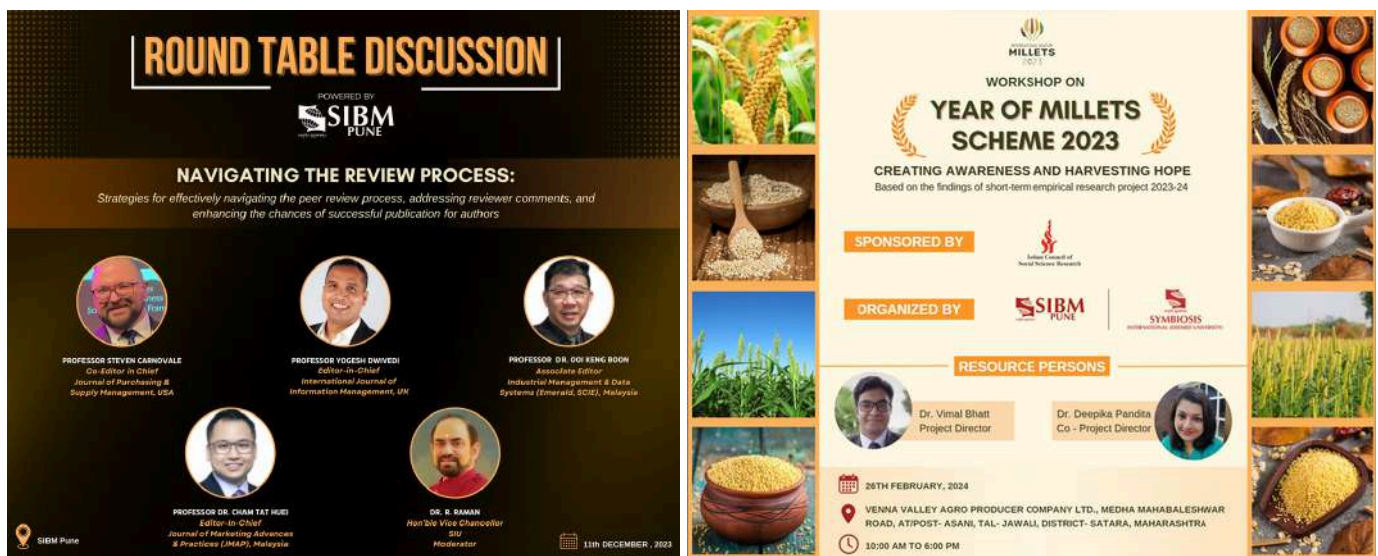 ROUND TABLE DISCUSSION
POWERED BY
SIBM
PUNE
NAVIGATING THE REVIEW PROCESS:
Strategies for effectively navigating the peer review process, addressing reviewer comments, and
enhancing the chances of successful publication for authors
PROFESSOR STEVEN CARNOVALE
Co-Editor in Chief
Journal of Purchasing &
Supply Management, USA
PROFESSOR YOGESH DWIVEDI
Editor-in-Chief
International Journal of
Information Management, UK
PROFESSOR DR. OOI KENG BOON
Associate Editor
Industrial Management & Data
Systems (Emerald, SCIE), Malaysia
PROFESSOR DR. CHAM TAT HUEI
Editor-In-Chief
Journal of Marketing Advances
& Practices (JMAP), Malaysia
DR. R. RAMAN
Hon'ble Vice Chancellor
SIU
Moderator
SIBM Pune
11th DECEMBER , 2023
MILLETS
2023
WORKSHOP ON
YEAR OF MILLETS
SCHEME 2023
CREATING AWARENESS AND HARVESTING HOPE
Based on the findings of short-term empirical research project 2023-24
SPONSORED BY
Indian Council of
Social Science Research
ORGANIZED BY
SIBM
PUNE
SYMBIOSIS
INTERNATIONAL (DEEMED UNIVERSITY)
RESOURCE PERSONS
Dr. Vimal Bhatt
Project Director
Dr. Deepika Pandita
Co - Project Director
26TH FEBRUARY, 2024
VENNA VALLEY AGRO PRODUCER COMPANY LTD., MEDHA MAHABALESHWAR
ROAD, AT/POST- ASANI, TAL- JAWALI, DISTRICT- SATARA, MAHARASHTRA
10:00 AM TO 6:00 PM